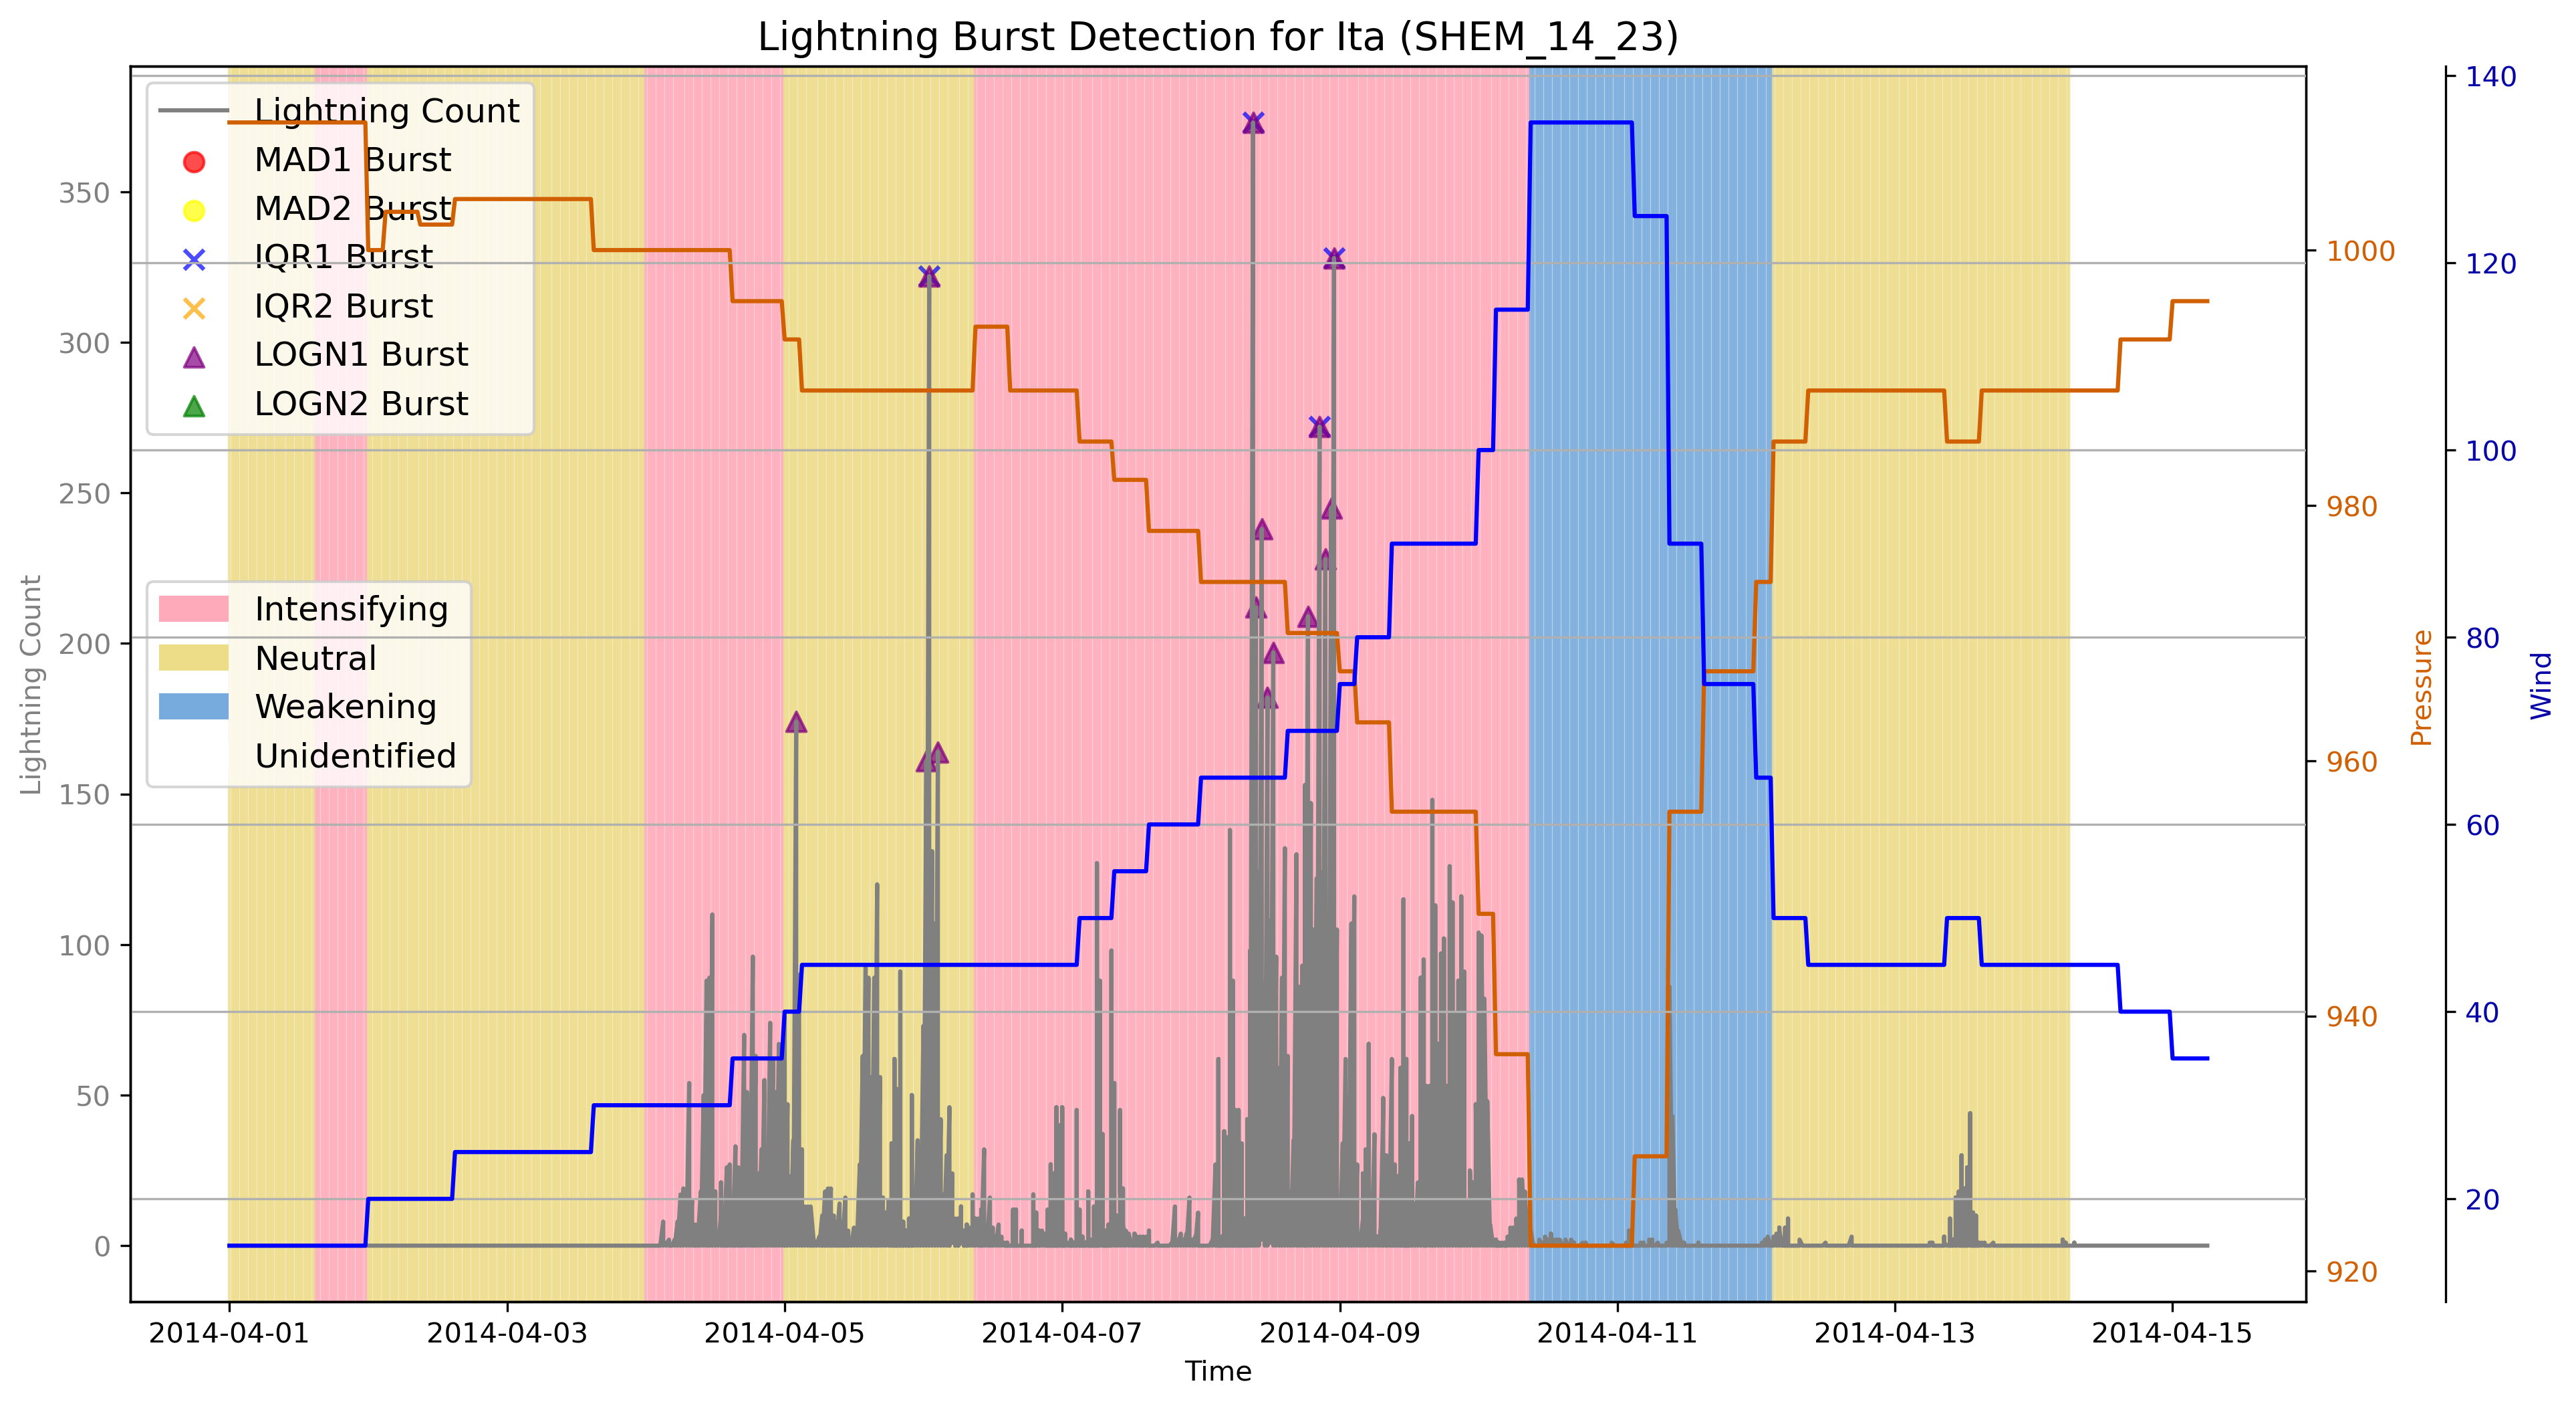 Lightning Burst Detection for Ita (SHEM_14_23)
Lightning Count
MAD1 Burst
MAD2 Burst
IQR1 Burst
IQR2 Burst
LOGN1 Burst
LOGN2 Burst
Intensifying
Neutral
Weakening
Unidentified
Lightning Count
350
300
250
200
150
100
50
0
2014-04-01
2014-04-03
2014-04-05
2014-04-07
2014-04-09
2014-04-11
2014-04-13
2014-04-15
Time
1000
980
960
940
920
Pressure
140
120
100
80
60
40
20
Wind